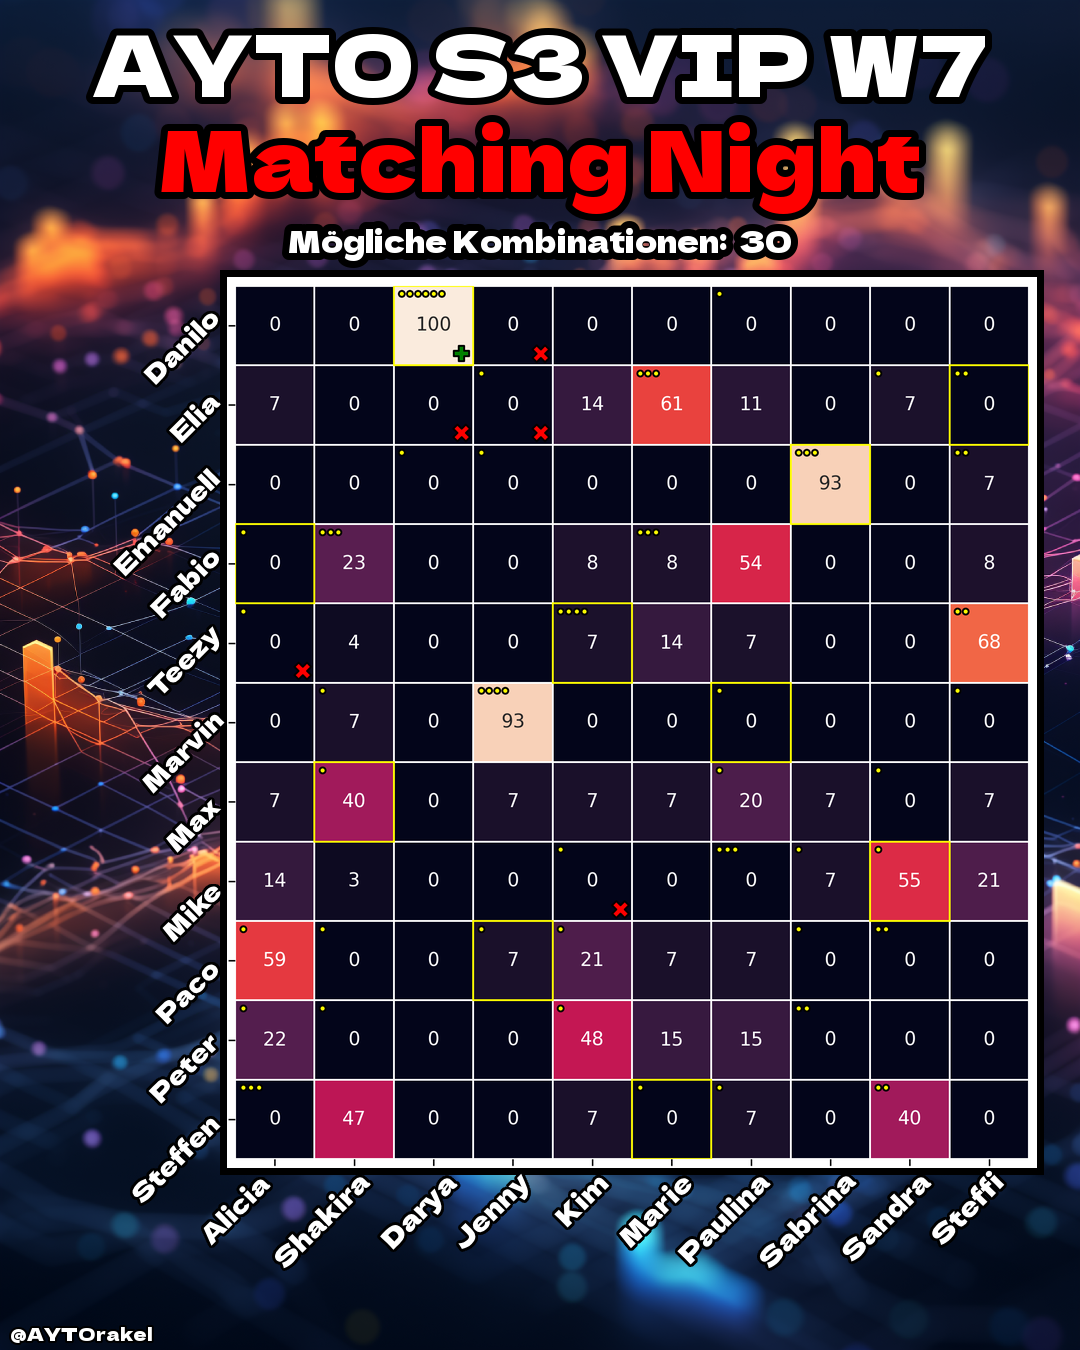 AYTO S3 VIP W7
Matching Night
Mögliche Kombinationen: 30
Danilo 0 0 100 0 0 0 0 0 0 0
Elia 7 0 0 0 14 61 11 0 7 0
Emanuell 0 0 0 0 0 0 0 93 0 7
Fabio 0 23 0 0 8 8 54 0 0 8
Teezy 0 4 0 0 7 14 7 0 0 68
Marvin 0 7 0 93 0 0 0 0 0 0
Max 7 40 0 7 7 7 20 7 0 7
Mike 14 3 0 0 0 0 0 7 55 21
Paco 59 0 0 7 21 7 7 0 0 0
Peter 22 0 0 0 48 15 15 0 0 0
Steffen 0 47 0 0 7 0 7 0 40 0
Alicia Shakira Darya Jenny Kim Marie Paulina Sabrina Sandra Steffi
@AYTOrakel